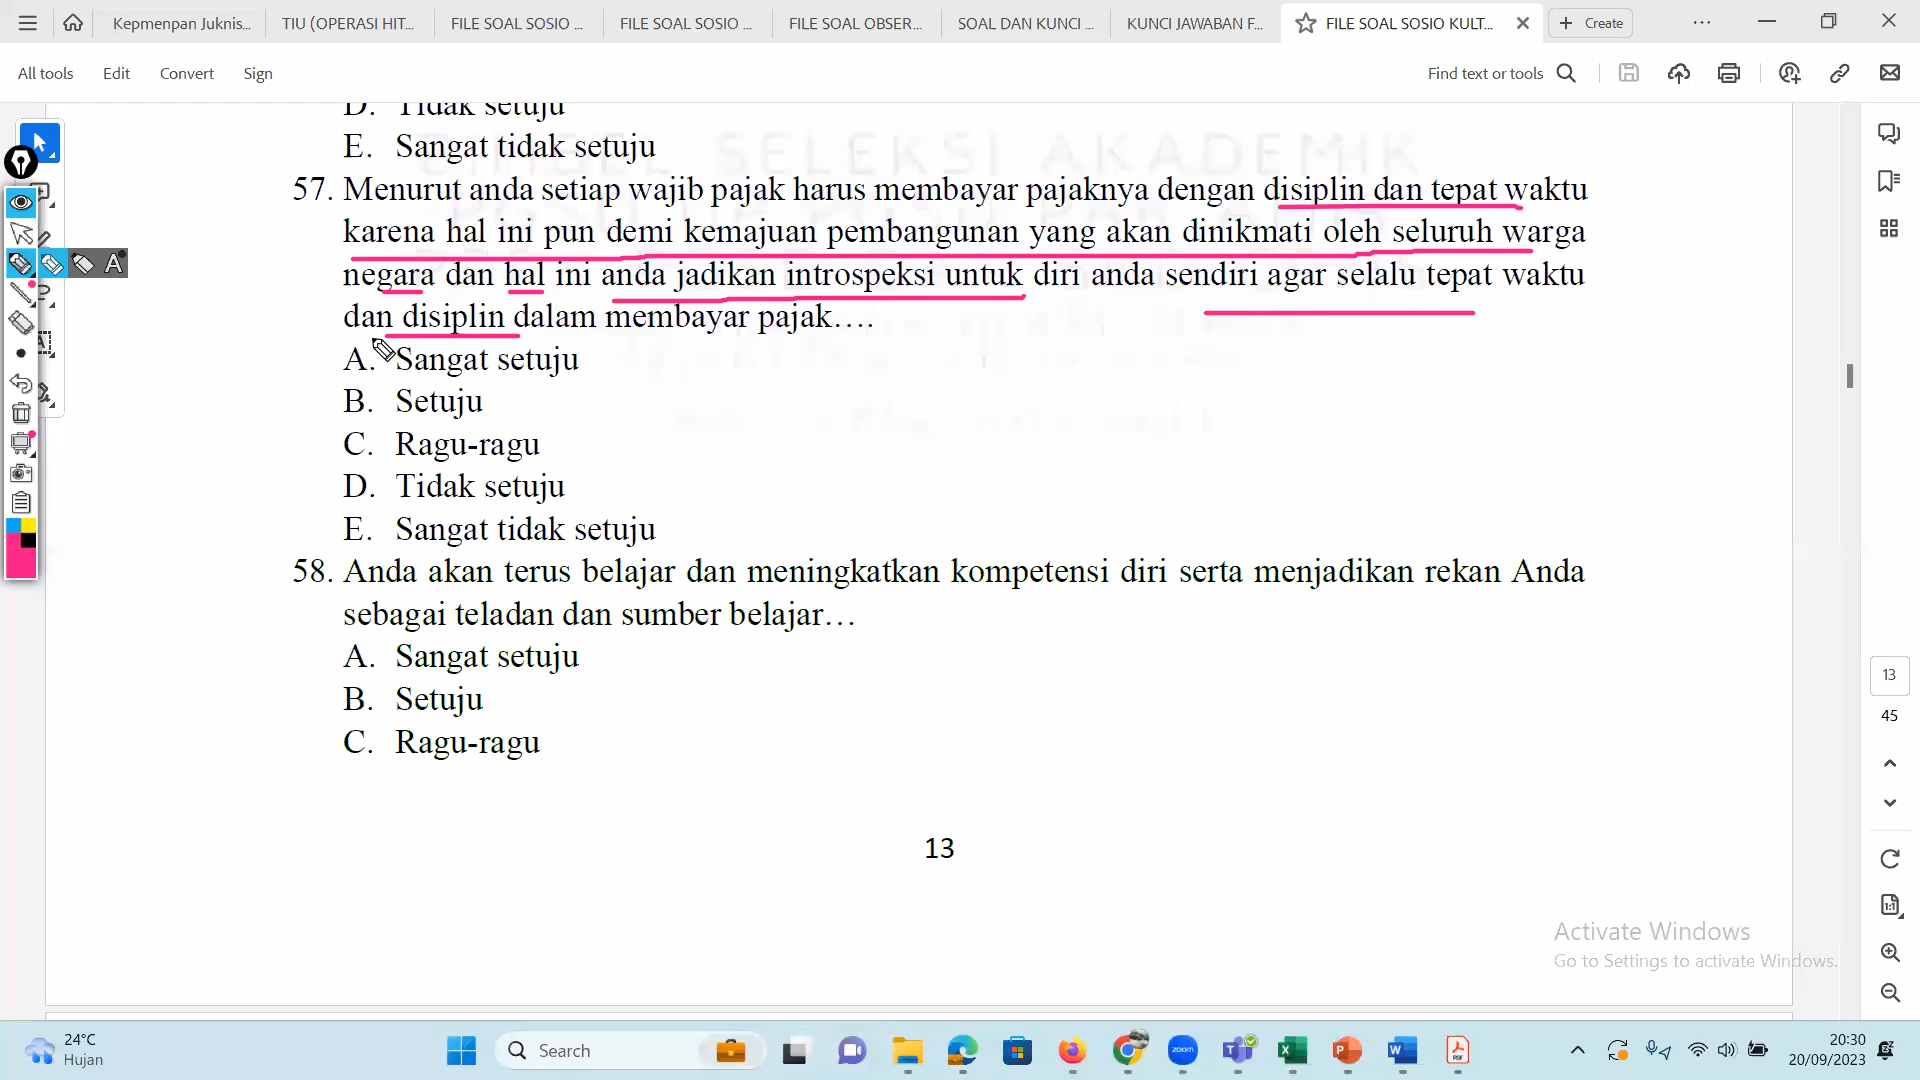 Kepmenpan Juknis...
TIU (OPERASI HIT...
FILE SOAL SOSIO ...
FILE SOAL SOSIO ...
FILE SOAL OBSER...
SOAL DAN KUNCI ...
KUNCI JAWABAN F...
FILE SOAL SOSIO KULT...
Create
All tools
Edit
Convert
Sign
Find text or tools
D. Tidak setuju
E. Sangat tidak setuju
SELEKSI AKADEMIK
57. Menurut anda setiap wajib pajak harus membayar pajaknya dengan disiplin dan tepat waktu
karena hal ini pun demi kemajuan pembangunan yang akan dinikmati oleh seluruh warga
negara dan hal ini anda jadikan introspeksi untuk diri anda sendiri agar selalu tepat waktu
dan disiplin dalam membayar pajak….
A. Sangat setuju
B. Setuju
C. Ragu-ragu
D. Tidak setuju
E. Sangat tidak setuju
58. Anda akan terus belajar dan meningkatkan kompetensi diri serta menjadikan rekan Anda
sebagai teladan dan sumber belajar…
A. Sangat setuju
B. Setuju
C. Ragu-ragu
13
13
45
Activate Windows
Go to Settings to activate Windows.
24°C
Hujan
Search
20:30
20/09/2023